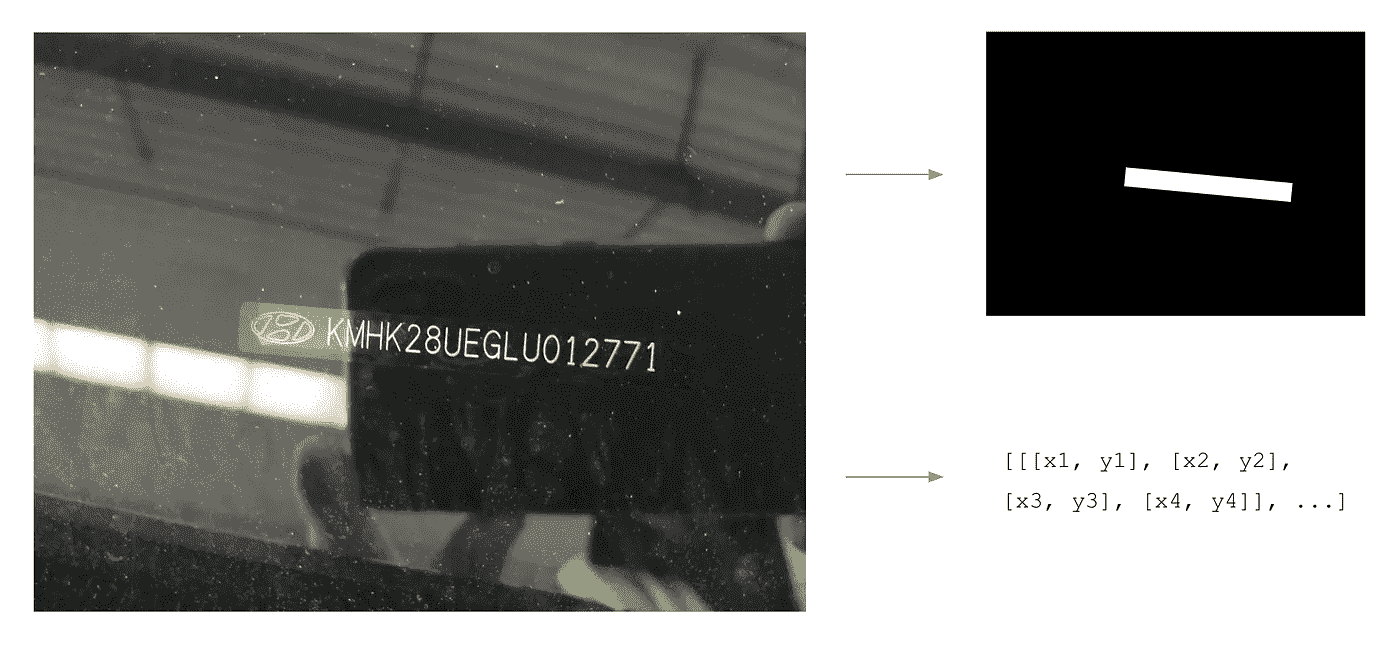 KMHK28UEGLU012771
[[[x1, y1], [x2, y2],
[x3, y3], [x4, y4]], ...]